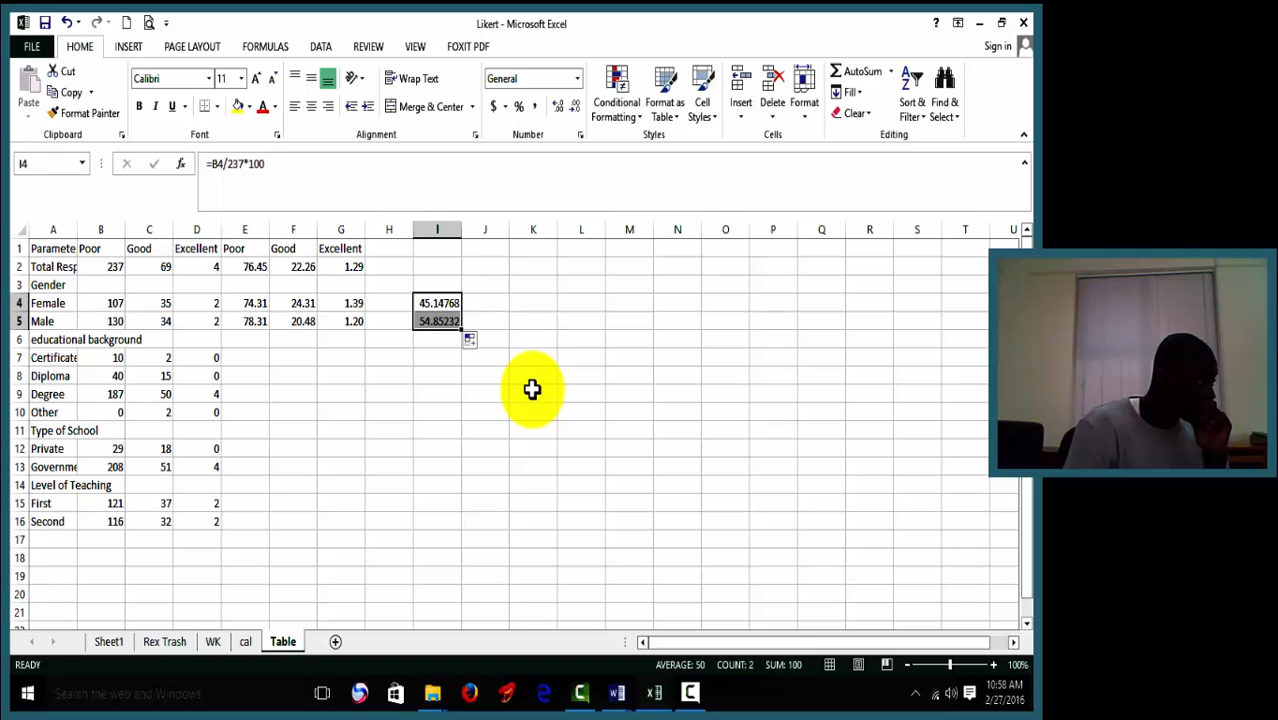 Likert - Microsoft Excel
? 
Sign in
FILE HOME INSERT PAGE LAYOUT FORMULAS DATA REVIEW VIEW FOXIT PDF
Paste
Cut
Copy
Format Painter
Clipboard
Calibri 11
B I U
Font
Wrap Text
Merge & Center
Alignment
General
$ % ,
Number
Conditional Formatting
Format as Table
Cell Styles
Styles
Insert Delete Format
Cells
AutoSum
Fill
Clear
Sort & Filter
Find & Select
Editing
I4 fx =B4/237*100
A B C D E F G H I J K L M N O P Q R S T U
1 Paramete Poor Good Excellent Poor Good Excellent
2 Total Resp 237 69 4 76.45 22.26 1.29
3 Gender
4 Female 107 35 2 74.31 24.31 1.39 45.14768
5 Male 130 34 2 78.31 20.48 1.20 54.85232
6 educational background
7 Certificate 10 2 0
8 Diploma 40 15 0
9 Degree 187 50 4
10 Other 0 2 0
11 Type of School
12 Private 29 18 0
13 Governme 208 51 4
14 Level of Teaching
15 First 121 37 2
16 Second 116 32 2
17
18
19
20
21
Sheet1 Rex Trash WK cal Table
READY AVERAGE: 50 COUNT: 2 SUM: 100 100%
Search the web and Windows
10:58 AM
2/27/2016